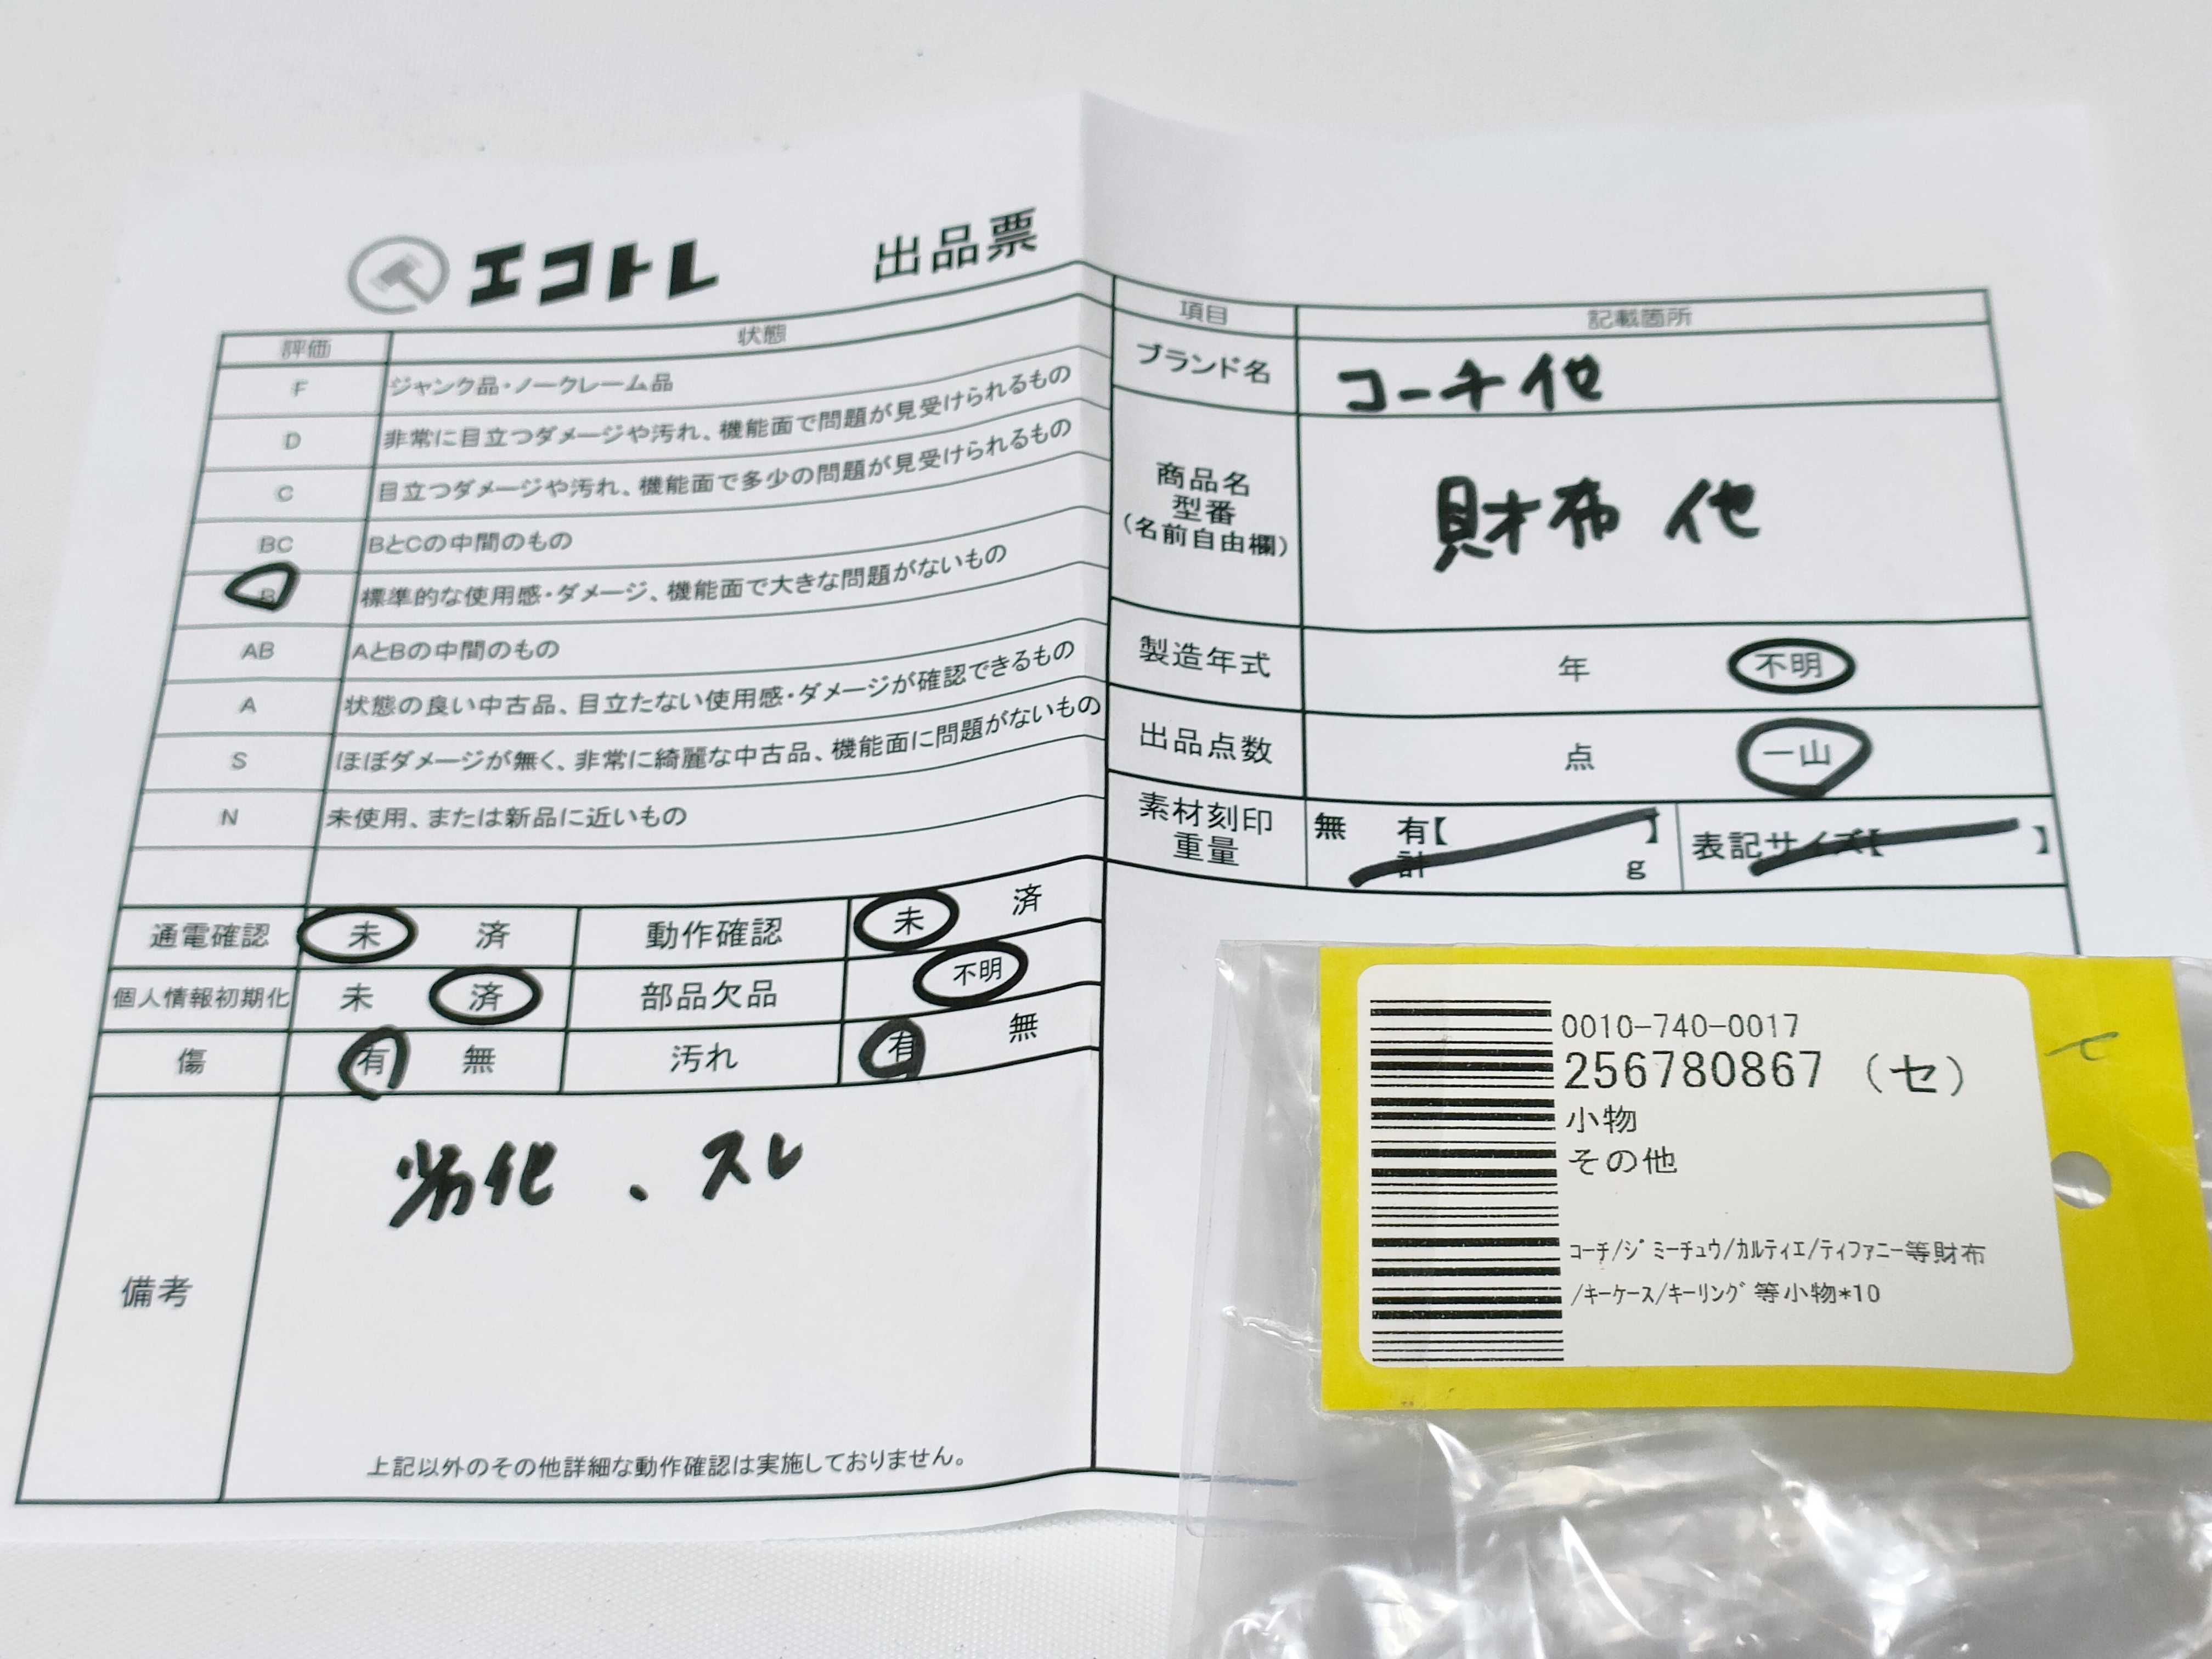 エコトレ 出品票
評価 状態
F ジャンク品・ノークレーム品
D 非常に目立つダメージや汚れ、機能面で問題が見受けられるもの
C 目立つダメージや汚れ、機能面で多少の問題が見受けられるもの
BC BとCの中間のもの
B 標準的な使用感・ダメージ、機能面で大きな問題がないもの
AB AとBの中間のもの
A 状態の良い中古品、目立たない使用感・ダメージが確認できるもの
S ほぼダメージが無く、非常に綺麗な中古品、機能面に問題がないもの
N 未使用、または新品に近いもの
通電確認 未 済 動作確認 未 済
個人情報初期化 未 済 部品欠品 不明
傷 有 無 汚れ 有 無
備考
劣化、スレ
上記以外のその他詳細な動作確認は実施しておりません。
項目 記載箇所
ブランド名 コーチ他
商品名
型番
(名前自由欄)
財布 他
製造年式 年 不明
出品点数 点 一山
素材刻印
重量
無 有【 】
計 g
表記サイズ【 】
0010-740-0017
256780867 (セ)
小物
その他
ｺｰﾁ/ｼﾞﾐｰﾁｭｳ/ｶﾙﾃｨｴ/ﾃｨﾌｧﾆｰ等財布
/ｷｰｹｰｽ/ｷｰﾘﾝｸﾞ等小物*10